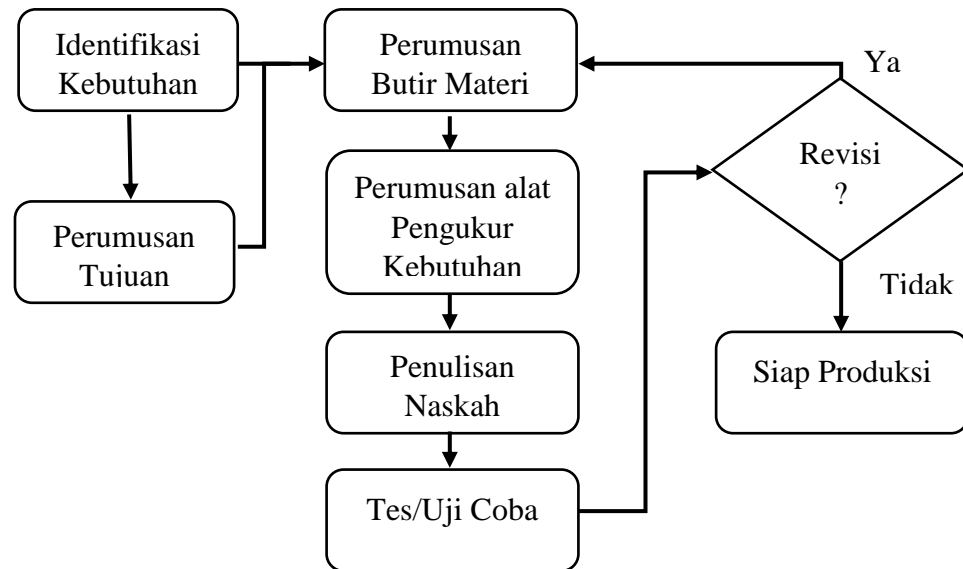 Identifikasi
Kebutuhan
Perumusan
Tujuan
Perumusan
Butir Materi
Perumusan alat
Pengukur
Kebutuhan
Penulisan
Naskah
Tes/Uji Coba
Ya
Revisi
?
Tidak
Siap Produksi